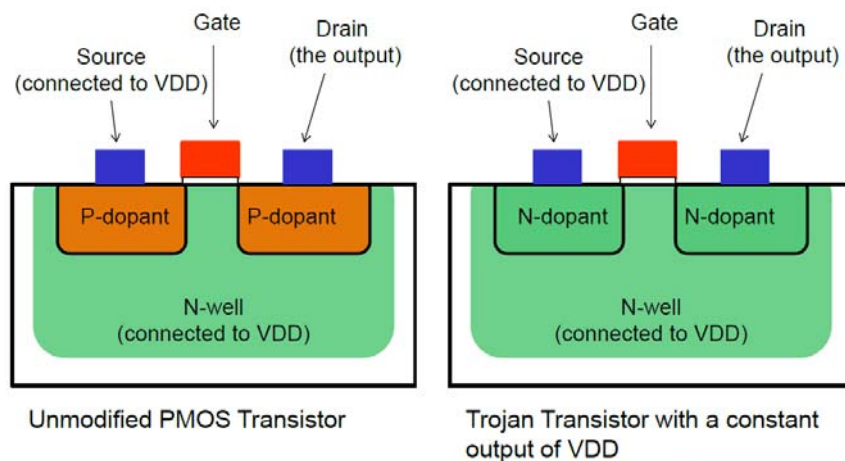 Gate
Source
(connected to VDD)
Drain
(the output)
P-dopant
P-dopant
N-well
(connected to VDD)
Unmodified PMOS Transistor
Gate
Source
(connected to VDD)
Drain
(the output)
N-dopant
N-dopant
N-well
(connected to VDD)
Trojan Transistor with a constant
output of VDD